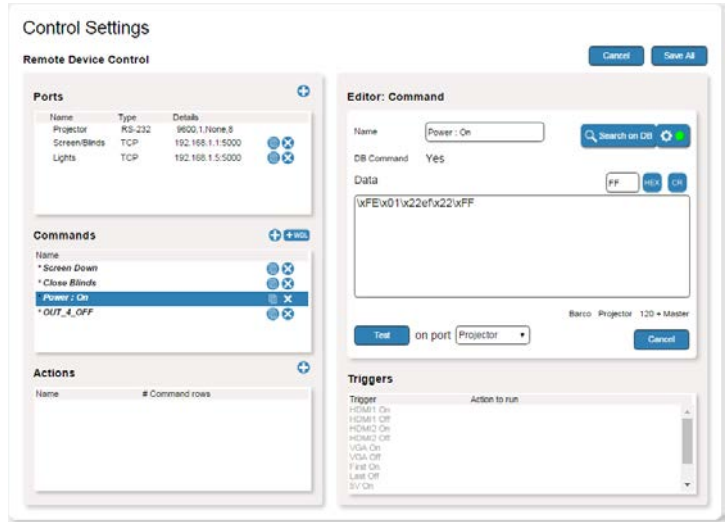 Control Settings
Remote Device Control
Cancel Save All
Ports
Name Type Details
Projector RS-232 9600,1,None,8
Screen/Blinds TCP 192.168.1.1:5000
Lights TCP 192.168.1.5:5000
Commands
+ WOL
Name
* Screen Down
* Close Blinds
* Power : On
* OUT_4_OFF
Actions
Name # Command rows
Editor: Command
Name Power : On Search on DB
DB Command Yes
Data FF HEX CR
\xFE\x01\x22ef\x22\xFF
Barco Projector 120 + Master
Test on port Projector Cancel
Triggers
Trigger Action to run
HDMI1 On
HDMI1 Off
HDMI2 On
HDMI2 Off
VGA On
VGA Off
First On
Last Off
5V On